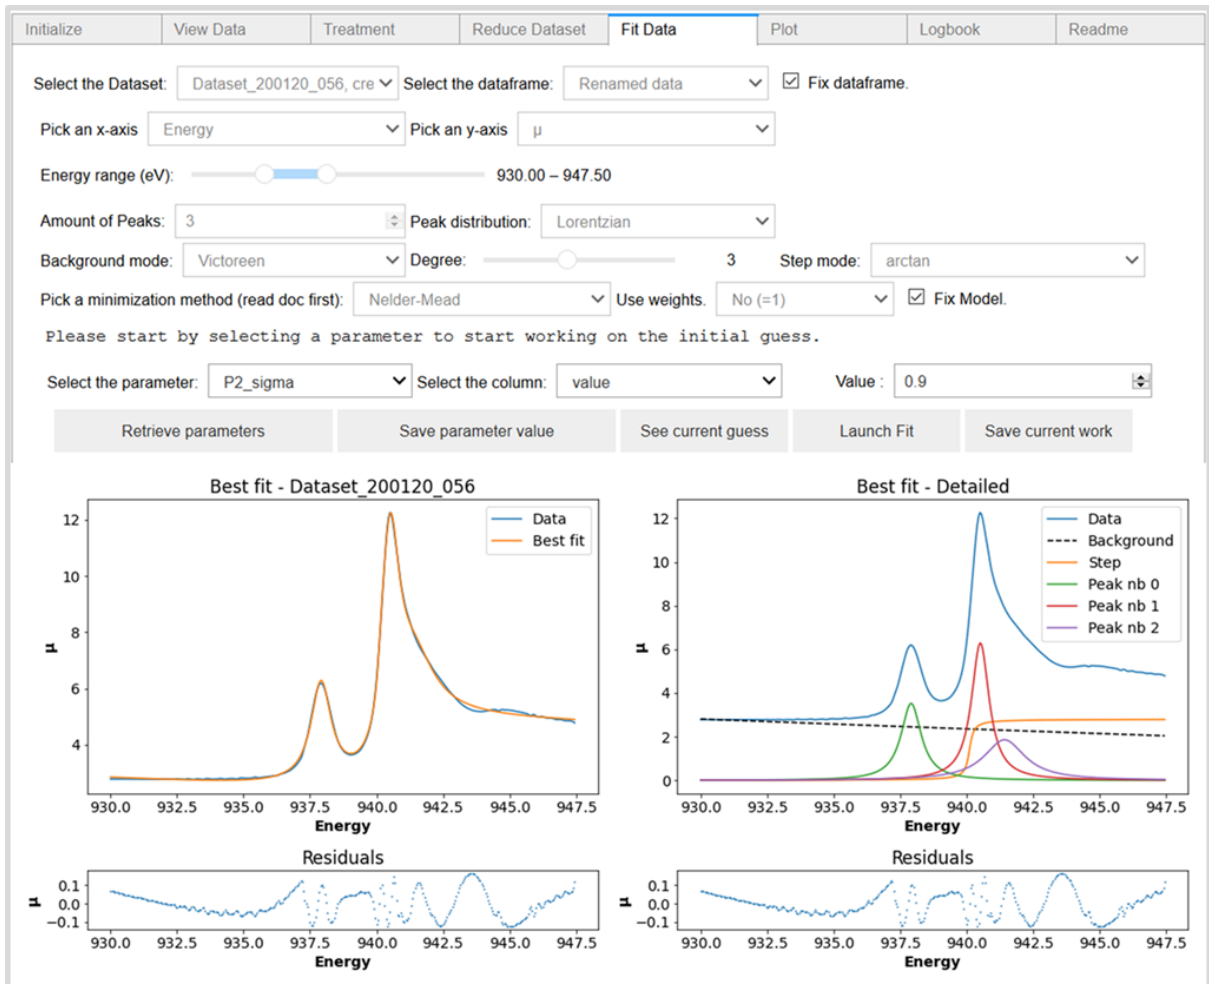 Initialize View Data Treatment Reduce Dataset Fit Data Plot Logbook Readme
Select the Dataset: Dataset_200120_056, cre Select the dataframe: Renamed data Fix dataframe.
Pick an x-axis Energy Pick an y-axis μ
Energy range (eV): 930.00 – 947.50
Amount of Peaks: 3 Peak distribution: Lorentzian
Background mode: Victoreen Degree: 3 Step mode: arctan
Pick a minimization method (read doc first): Nelder-Mead Use weights. No (=1) Fix Model.
Please start by selecting a parameter to start working on the initial guess.
Select the parameter: P2_sigma Select the column: value Value : 0.9
Retrieve parameters Save parameter value See current guess Launch Fit Save current work
Best fit - Dataset_200120_056
12
10
8
6
4
μ
Data
Best fit
930.0 932.5 935.0 937.5 940.0 942.5 945.0 947.5
Energy
Best fit - Detailed
12
10
8
6
4
2
0
μ
Data
Background
Step
Peak nb 0
Peak nb 1
Peak nb 2
930.0 932.5 935.0 937.5 940.0 942.5 945.0 947.5
Energy
Residuals
0.1
0.0
−0.1
μ
930.0 932.5 935.0 937.5 940.0 942.5 945.0 947.5
Energy
Residuals
0.1
0.0
−0.1
μ
930.0 932.5 935.0 937.5 940.0 942.5 945.0 947.5
Energy